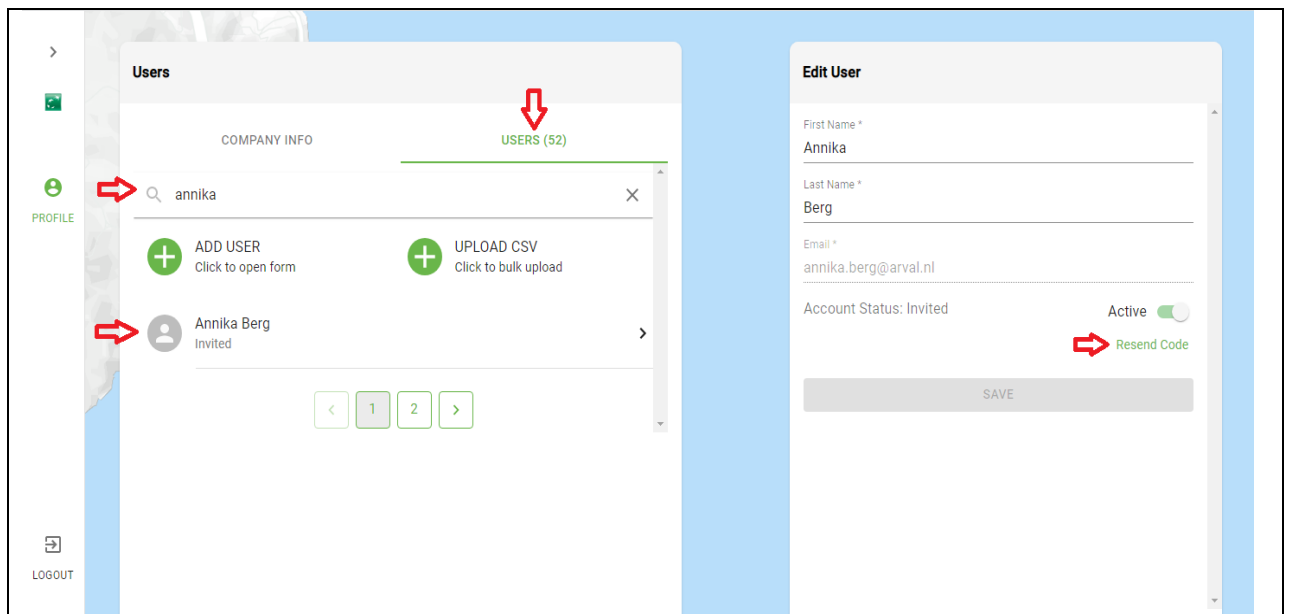 Users
COMPANY INFO
USERS (52)
annika
ADD USER
Click to open form
UPLOAD CSV
Click to bulk upload
Annika Berg
Invited
1
2
PROFILE
LOGOUT
Edit User
First Name *
Annika
Last Name *
Berg
Email *
annika.berg@arval.nl
Account Status: Invited
Active
Resend Code
SAVE